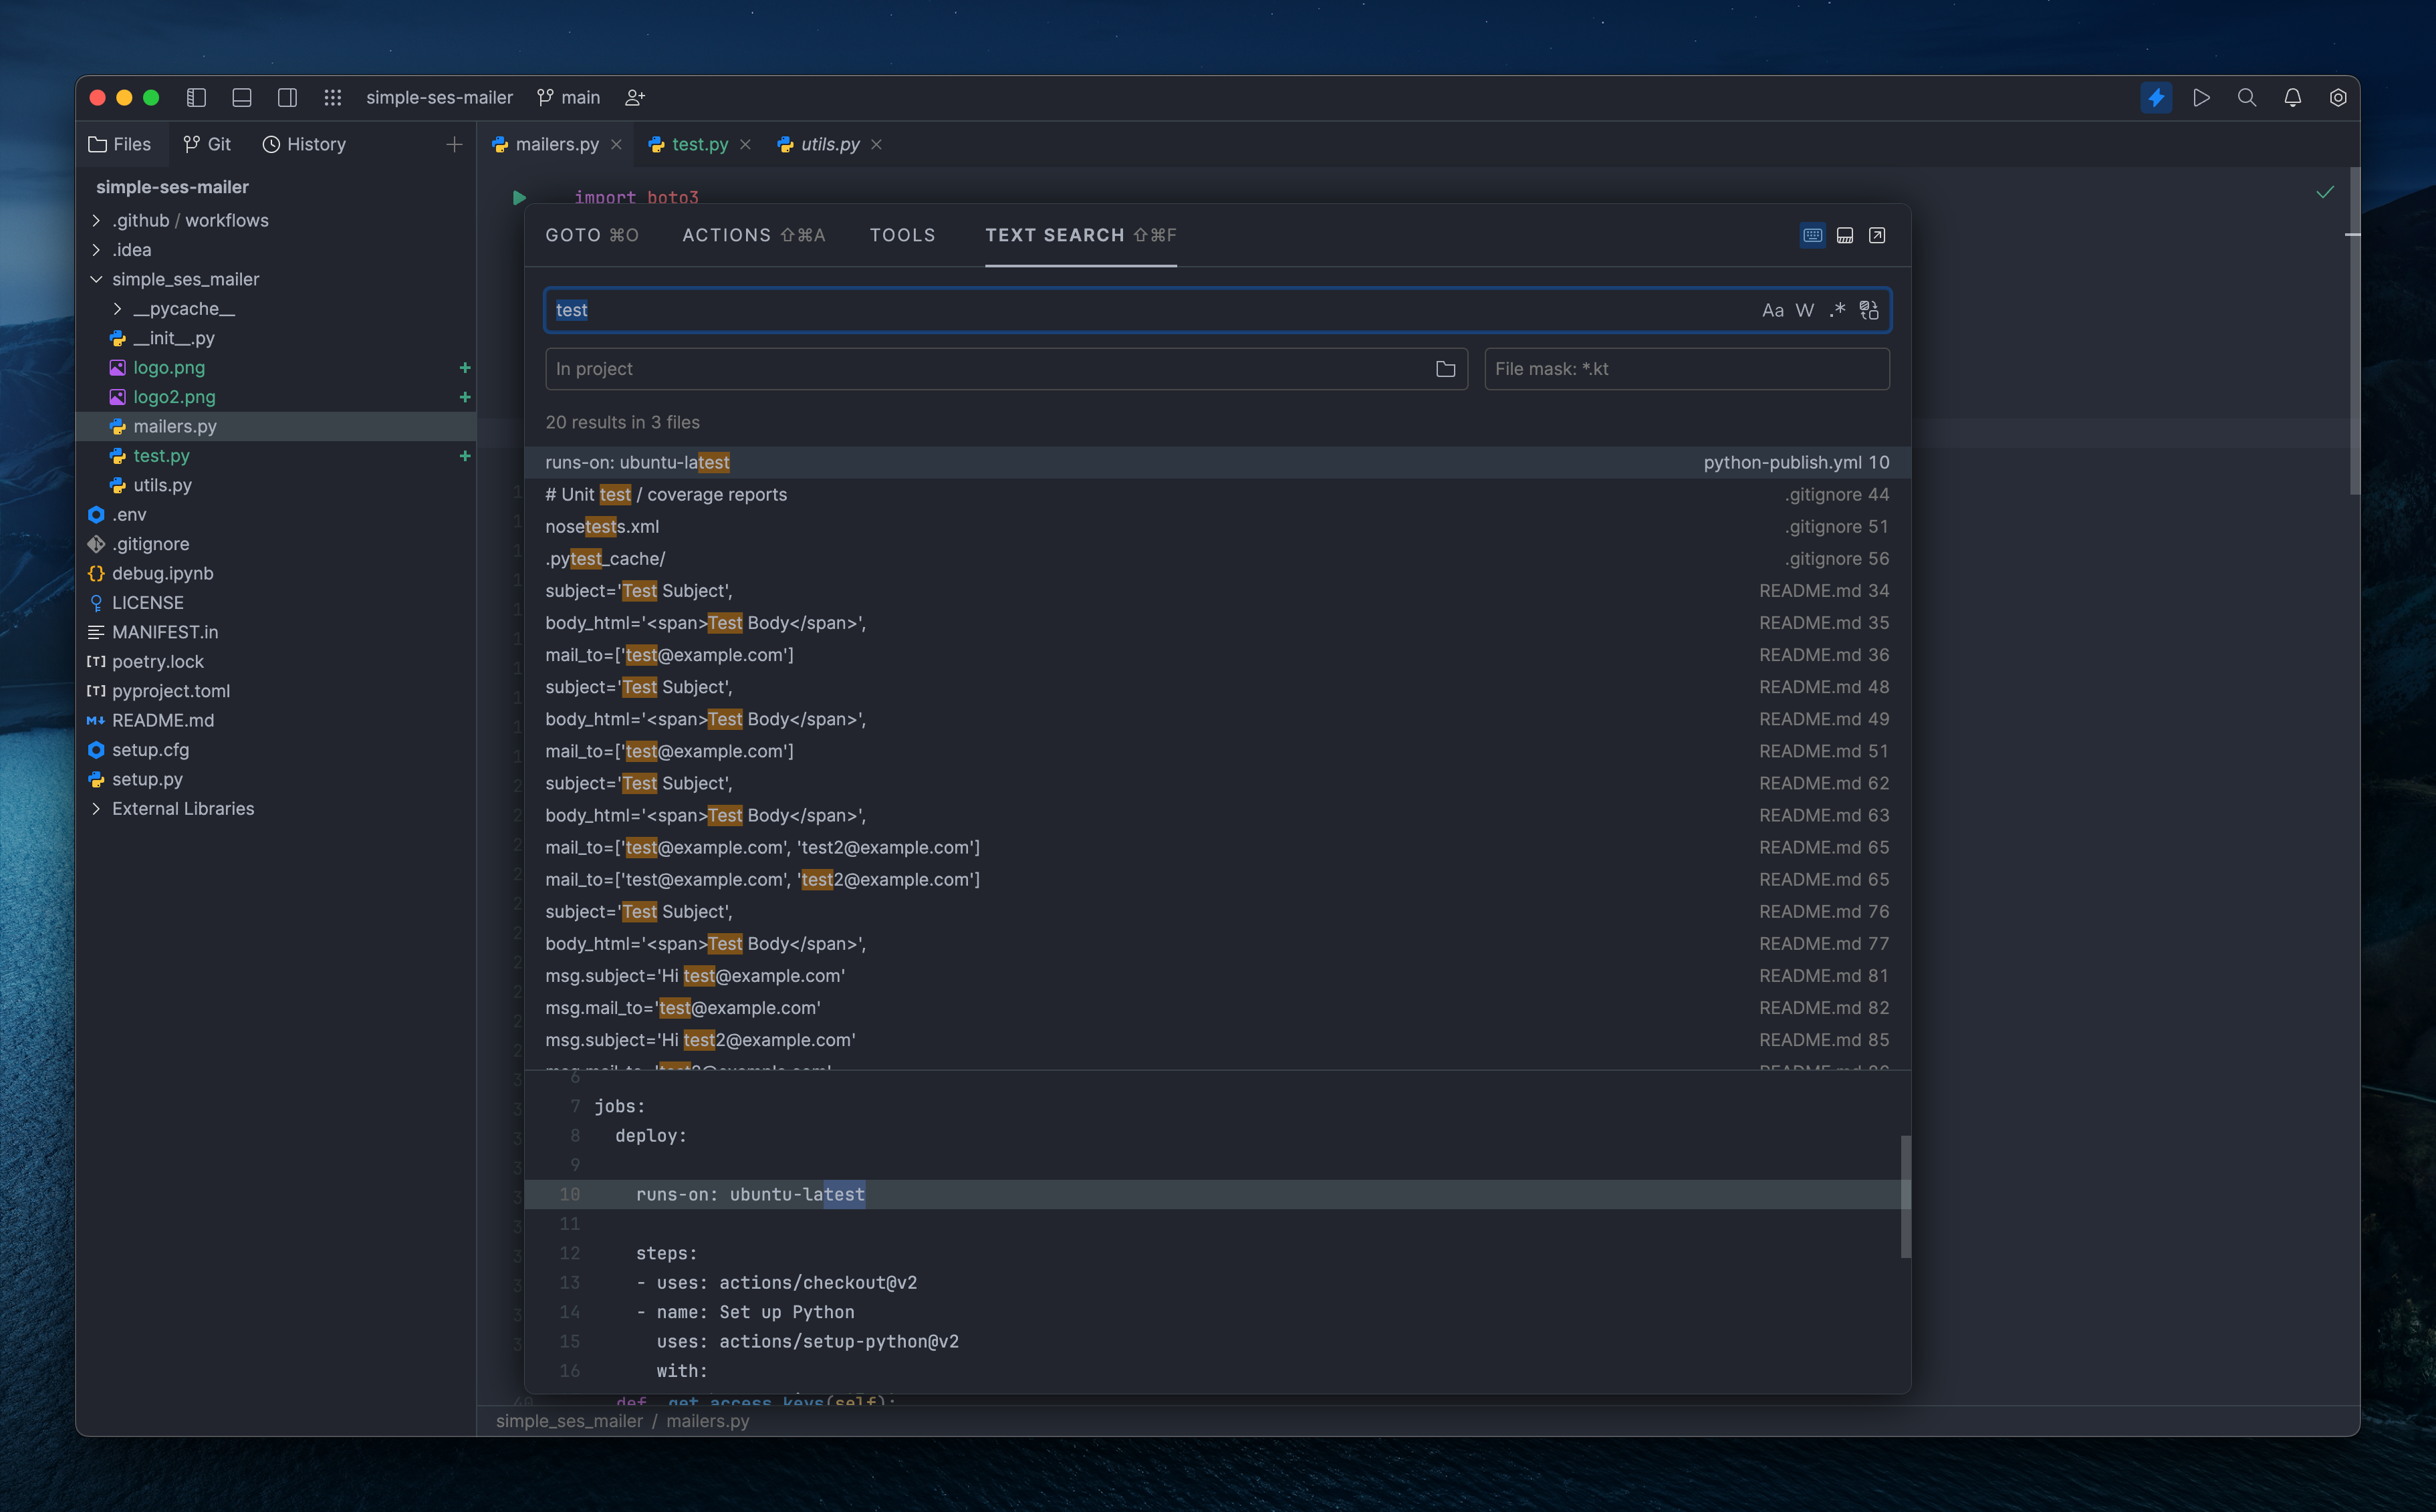 simple-ses-mailer main
Files Git History
mailers.py test.py utils.py
simple-ses-mailer
.github / workflows
.idea
simple_ses_mailer
__pycache__
__init__.py
logo.png +
logo2.png +
mailers.py
test.py +
utils.py
.env
.gitignore
debug.ipynb
LICENSE
MANIFEST.in
[T] poetry.lock
[T] pyproject.toml
M↓ README.md
setup.cfg
setup.py
External Libraries
import boto3
GOTO ⌘O ACTIONS ⇧⌘A TOOLS TEXT SEARCH ⇧⌘F
test Aa W .*
In project File mask: *.kt
20 results in 3 files
runs-on: ubuntu-latest python-publish.yml 10
# Unit test / coverage reports .gitignore 44
nosetests.xml .gitignore 51
.pytest_cache/ .gitignore 56
subject='Test Subject', README.md 34
body_html='<span>Test Body</span>', README.md 35
mail_to=['test@example.com'] README.md 36
subject='Test Subject', README.md 48
body_html='<span>Test Body</span>', README.md 49
mail_to=['test@example.com'] README.md 51
subject='Test Subject', README.md 62
body_html='<span>Test Body</span>', README.md 63
mail_to=['test@example.com', 'test2@example.com'] README.md 65
mail_to=['test@example.com', 'test2@example.com'] README.md 65
subject='Test Subject', README.md 76
body_html='<span>Test Body</span>', README.md 77
msg.subject='Hi test@example.com' README.md 81
msg.mail_to='test@example.com' README.md 82
msg.subject='Hi test2@example.com' README.md 85
6
7 jobs:
8 deploy:
9
10 runs-on: ubuntu-latest
11
12 steps:
13 - uses: actions/checkout@v2
14 - name: Set up Python
15 uses: actions/setup-python@v2
16 with:
simple_ses_mailer / mailers.py